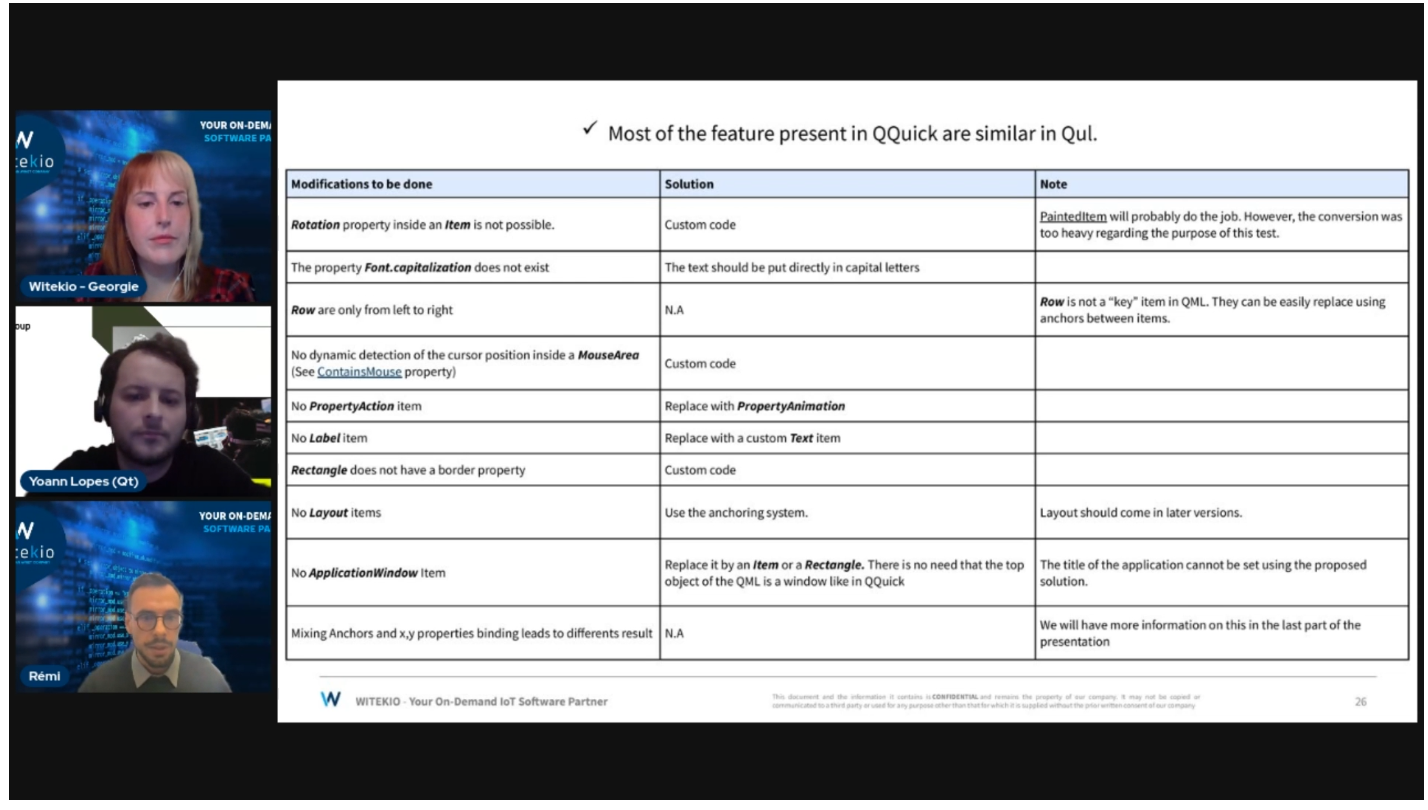 YOUR ON-DEMA
SOFTWARE PA
W
tekio
Witekio - Georgie
oup
Yoann Lopes (Qt)
YOUR ON-DEMA
SOFTWARE PA
W
tekio
Rémi
✓ Most of the feature present in QQuick are similar in Qul.
Modifications to be done
Solution
Note
Rotation property inside an Item is not possible.
Custom code
PaintedItem will probably do the job. However, the conversion was
too heavy regarding the purpose of this test.
The property Font.capitalization does not exist
The text should be put directly in capital letters
Row are only from left to right
N.A
Row is not a “key” item in QML. They can be easily replace using
anchors between items.
No dynamic detection of the cursor position inside a MouseArea
(See ContainsMouse property)
Custom code
No PropertyAction item
Replace with PropertyAnimation
No Label item
Replace with a custom Text item
Rectangle does not have a border property
Custom code
No Layout items
Use the anchoring system.
Layout should come in later versions.
No ApplicationWindow Item
Replace it by an Item or a Rectangle. There is no need that the top
object of the QML is a window like in QQuick
The title of the application cannot be set using the proposed
solution.
Mixing Anchors and x,y properties binding leads to differents result
N.A
We will have more information on this in the last part of the
presentation
W WITEKIO - Your On-Demand IoT Software Partner
This document and the information it contains is CONFIDENTIAL and remains the property of our company. It may not be copied or
communicated to a third party or used for any purpose other than that for which it is supplied without the prior written consent of our company
26